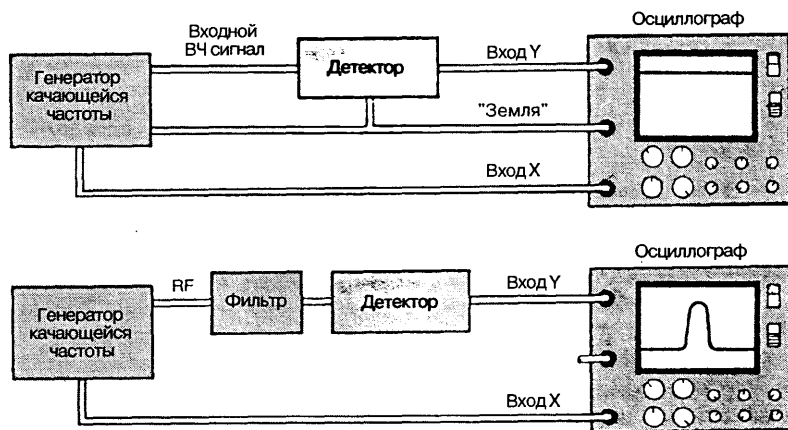 Осциллограф
Входной
ВЧ сигнал
Генератор
качающейся
частоты
Детектор
Вход Y
"Земля"
Вход X
Осциллограф
RF
Генератор
качающейся
частоты
Фильтр
Детектор
Вход Y
Вход X